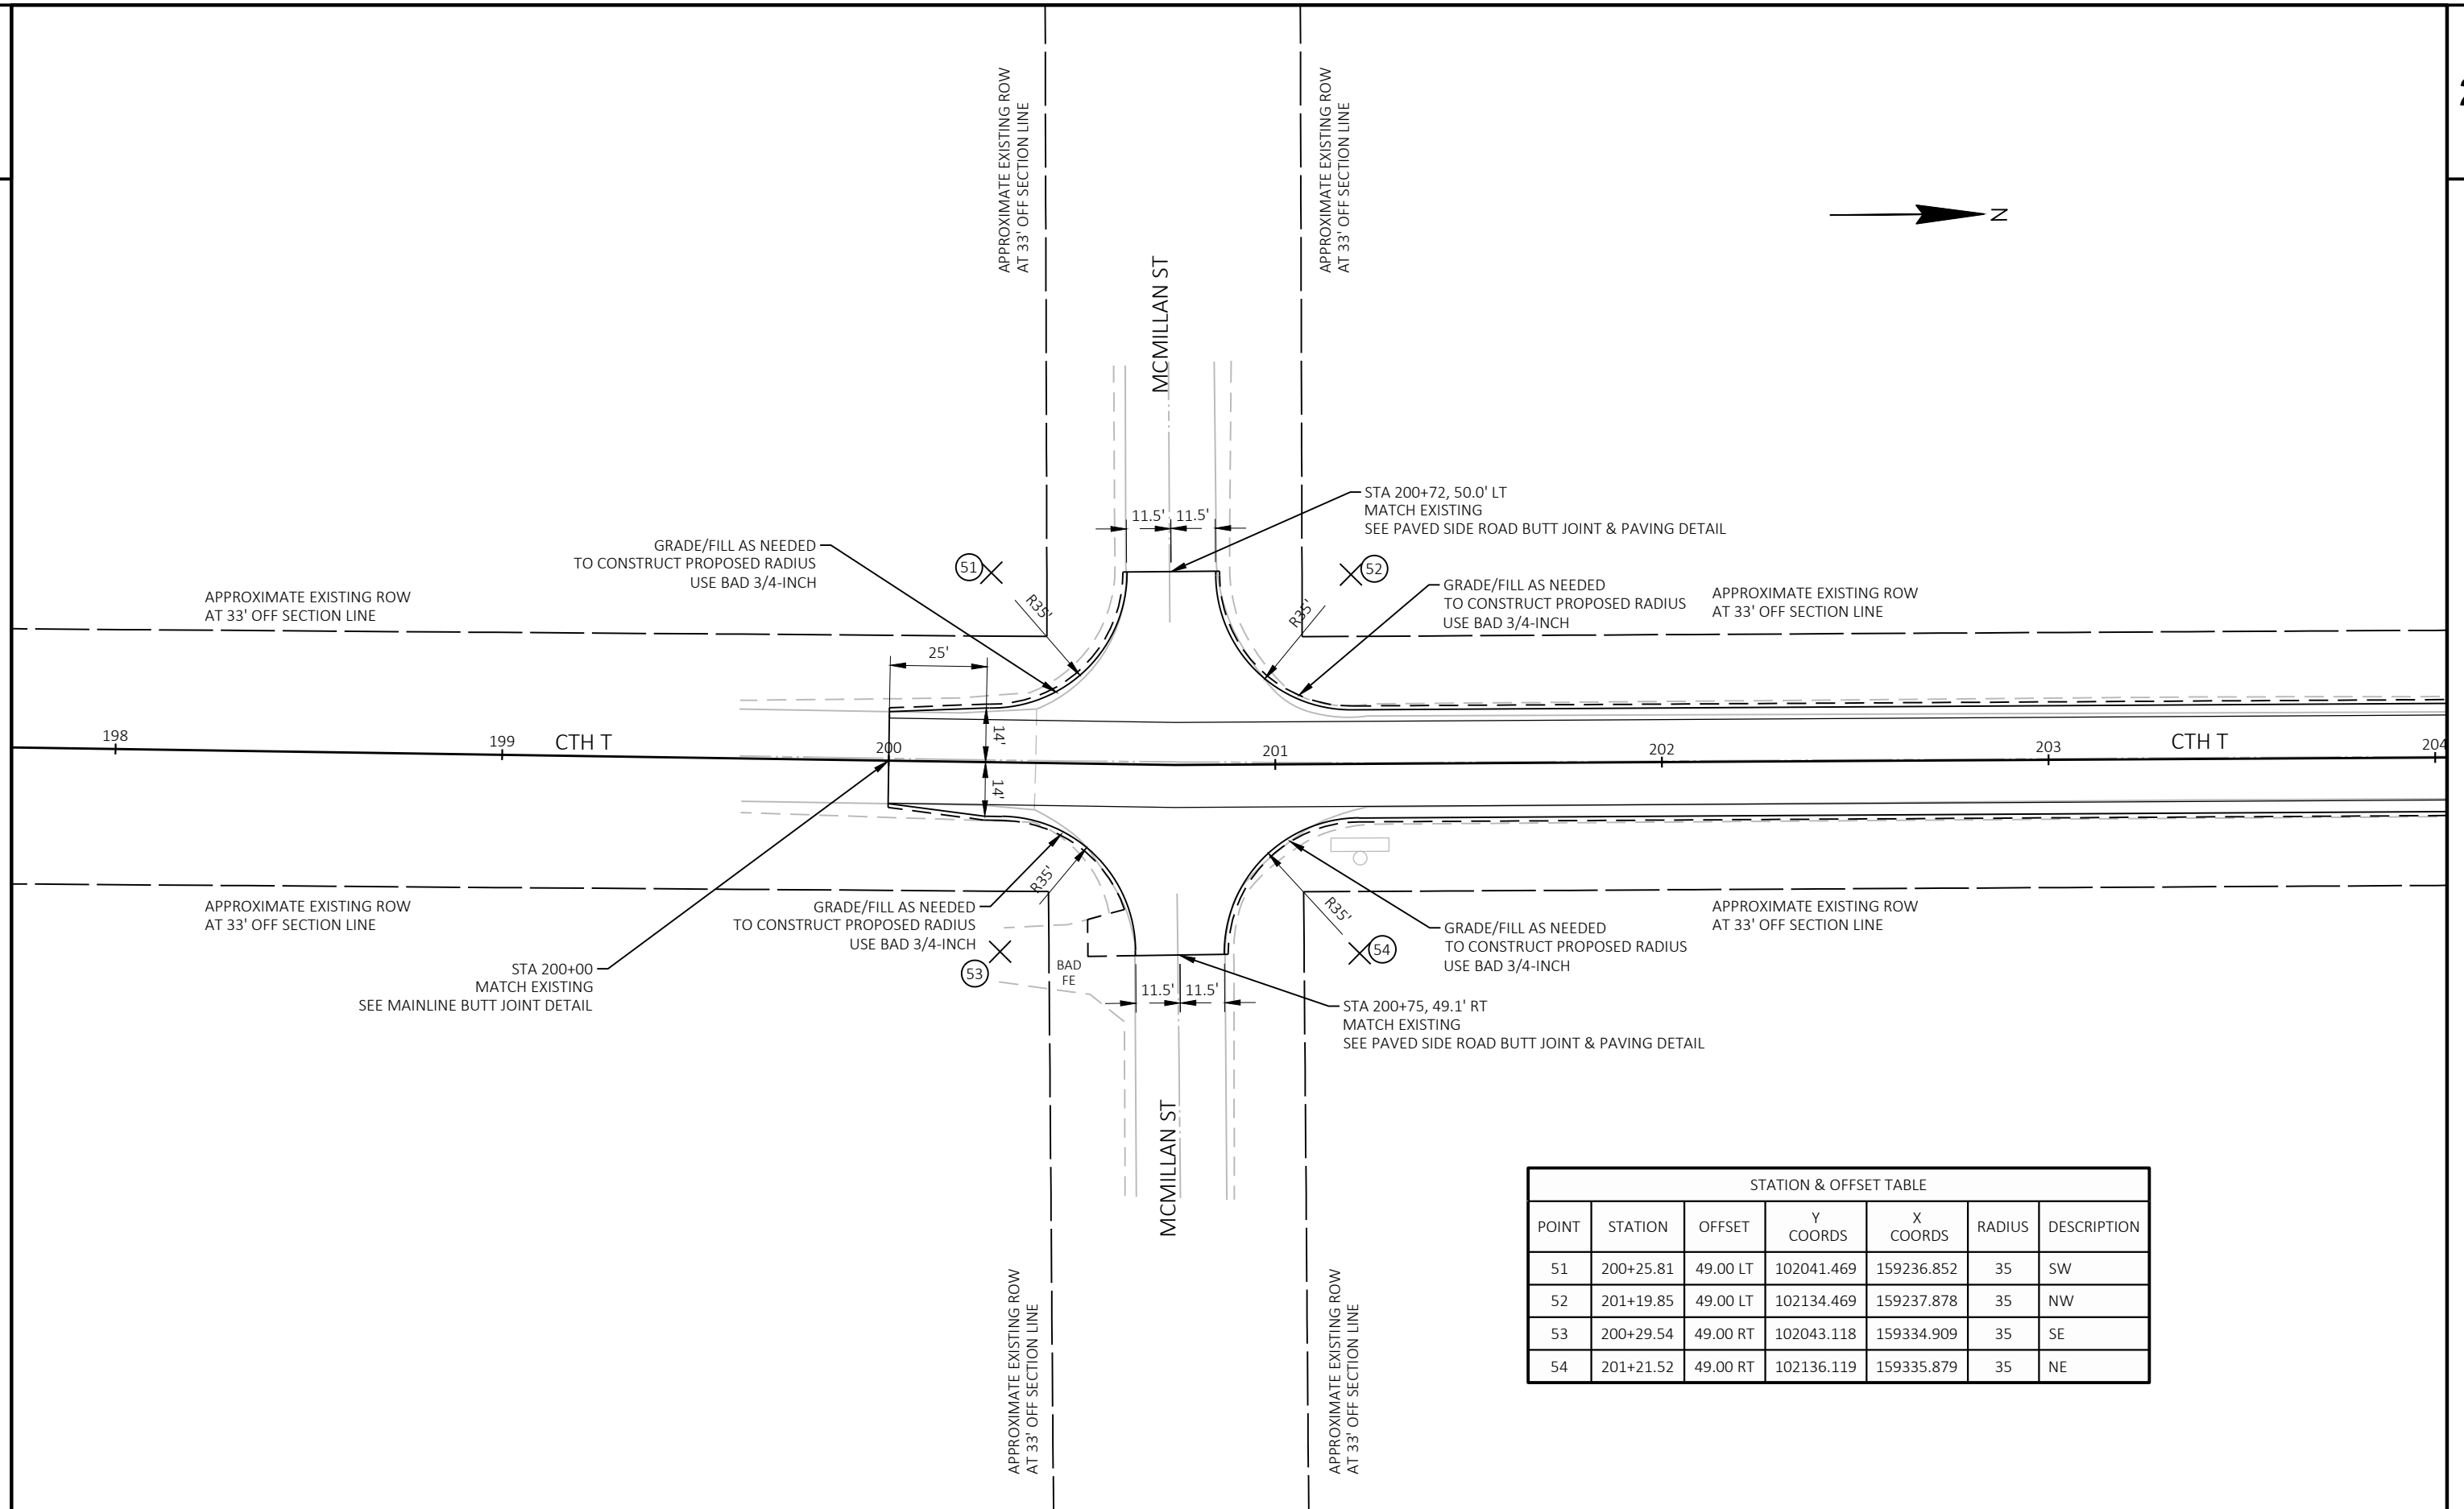 2
APPROXIMATE EXISTING ROW
AT 33' OFF SECTION LINE
APPROXIMATE EXISTING ROW
AT 33' OFF SECTION LINE
N
MCMILLAN ST
STA 200+72, 50.0' LT
MATCH EXISTING
SEE PAVED SIDE ROAD BUTT JOINT & PAVING DETAIL
11.5' 11.5'
GRADE/FILL AS NEEDED
TO CONSTRUCT PROPOSED RADIUS
USE BAD 3/4-INCH
51
52
R35'
R35'
GRADE/FILL AS NEEDED
TO CONSTRUCT PROPOSED RADIUS
USE BAD 3/4-INCH
APPROXIMATE EXISTING ROW
AT 33' OFF SECTION LINE
APPROXIMATE EXISTING ROW
AT 33' OFF SECTION LINE
25'
14'
14'
198
199
CTH T
200
201
202
203
CTH T
204
R35'
R35'
APPROXIMATE EXISTING ROW
AT 33' OFF SECTION LINE
GRADE/FILL AS NEEDED
TO CONSTRUCT PROPOSED RADIUS
USE BAD 3/4-INCH
APPROXIMATE EXISTING ROW
AT 33' OFF SECTION LINE
GRADE/FILL AS NEEDED
TO CONSTRUCT PROPOSED RADIUS
USE BAD 3/4-INCH
53
54
BAD
FE
STA 200+00
MATCH EXISTING
SEE MAINLINE BUTT JOINT DETAIL
11.5' 11.5'
STA 200+75, 49.1' RT
MATCH EXISTING
SEE PAVED SIDE ROAD BUTT JOINT & PAVING DETAIL
MCMILLAN ST
APPROXIMATE EXISTING ROW
AT 33' OFF SECTION LINE
APPROXIMATE EXISTING ROW
AT 33' OFF SECTION LINE
STATION & OFFSET TABLE
POINT STATION OFFSET Y COORDS X COORDS RADIUS DESCRIPTION
51 200+25.81 49.00 LT 102041.469 159236.852 35 SW
52 201+19.85 49.00 LT 102134.469 159237.878 35 NW
53 200+29.54 49.00 RT 102043.118 159334.909 35 SE
54 201+21.52 49.00 RT 102136.119 159335.879 35 NE